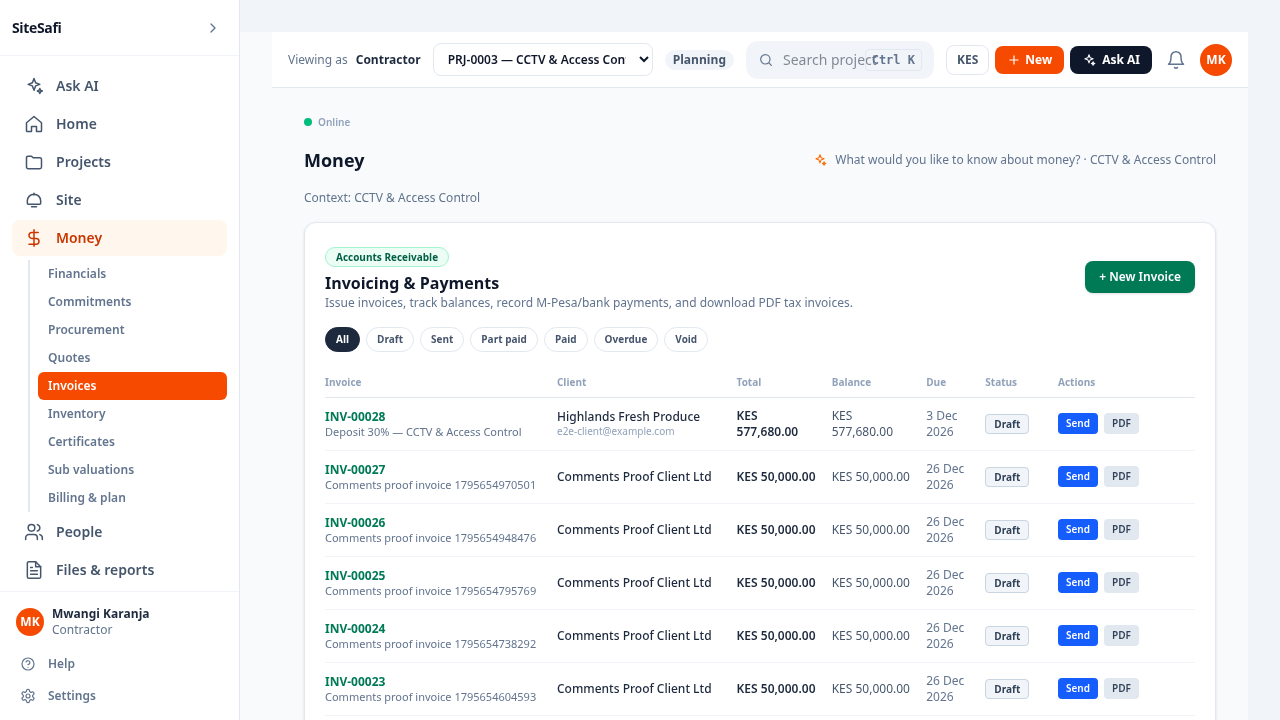 SiteSafi
Ask AI
Home
Projects
Site
Money
Financials
Commitments
Procurement
Quotes
Invoices
Inventory
Certificates
Sub valuations
Billing & plan
People
Files & reports
MK
Mwangi Karanja
Contractor
Help
Settings
Viewing as Contractor
PRJ-0003 — CCTV & Access Con
Planning
Search project
Ctrl K
KES
New
Ask AI
MK
Online
Money
What would you like to know about money? · CCTV & Access Control
Context: CCTV & Access Control
Accounts Receivable
Invoicing & Payments
Issue invoices, track balances, record M-Pesa/bank payments, and download PDF tax invoices.
+ New Invoice
All Draft Sent Part paid Paid Overdue Void
Invoice Client Total Balance Due Status Actions
INV-00028 Highlands Fresh Produce KES KES 3 Dec Draft Send PDF
Deposit 30% — CCTV & Access Control e2e-client@example.com 577,680.00 577,680.00 2026
INV-00027 Comments Proof Client Ltd KES 50,000.00 KES 50,000.00 26 Dec Draft Send PDF
Comments proof invoice 1795654970501 2026
INV-00026 Comments Proof Client Ltd KES 50,000.00 KES 50,000.00 26 Dec Draft Send PDF
Comments proof invoice 1795654948476 2026
INV-00025 Comments Proof Client Ltd KES 50,000.00 KES 50,000.00 26 Dec Draft Send PDF
Comments proof invoice 1795654795769 2026
INV-00024 Comments Proof Client Ltd KES 50,000.00 KES 50,000.00 26 Dec Draft Send PDF
Comments proof invoice 1795654738292 2026
INV-00023 Comments Proof Client Ltd KES 50,000.00 KES 50,000.00 26 Dec Draft Send PDF
Comments proof invoice 1795654604593 2026